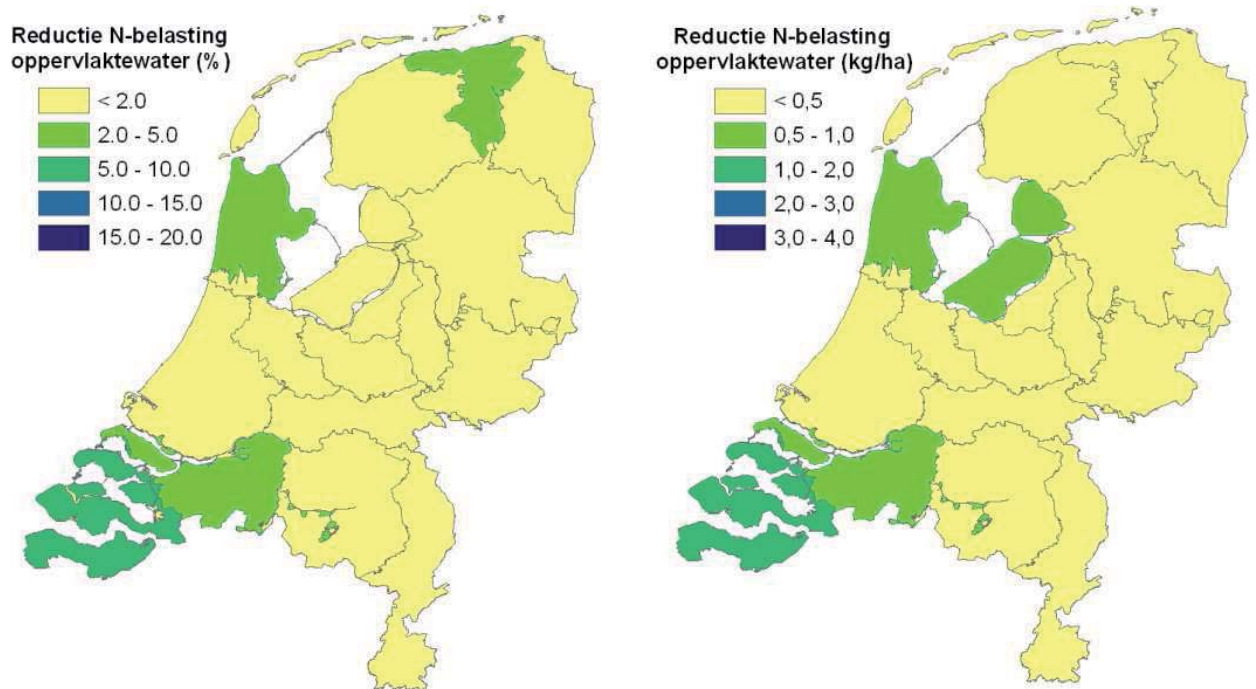 Reductie N-belasting
oppervlaktewater (%)
< 2.0
2.0 - 5.0
5.0 - 10.0
10.0 - 15.0
15.0 - 20.0
Reductie N-belasting
oppervlaktewater (kg/ha)
< 0,5
0,5 - 1,0
1,0 - 2,0
2,0 - 3,0
3,0 - 4,0